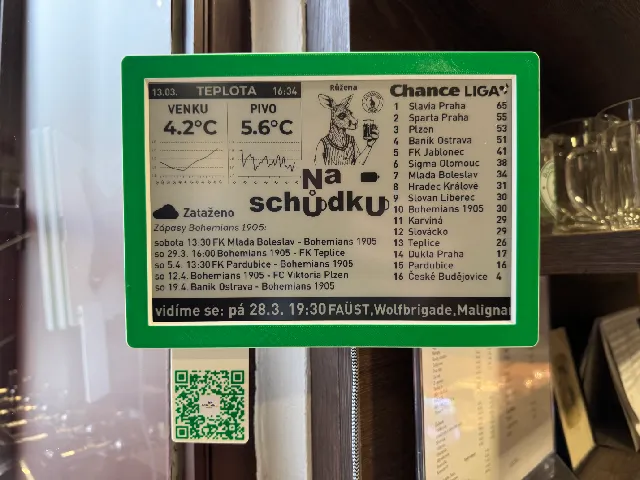 13.03. TEPLOTA 16:34
VENKU
4.2°C
PIVO
5.6°C
Růžena
Na
schůdku
Zataženo
Zápasy Bohemians 1905:
sobota 13:30 FK Mladá Boleslav - Bohemians 1905
so 29.3. 16:00 Bohemians 1905 - FK Teplice
so 5.4. 13:30 FK Pardubice - Bohemians 1905
so 12.4. Bohemians 1905 - FC Viktoria Plzeň
so 19.4. Baník Ostrava - Bohemians 1905
Chance LIGA
1 Slavia Praha 65
2 Sparta Praha 55
3 Plzeň 53
4 Baník Ostrava 51
5 FK Jablonec 41
6 Sigma Olomouc 38
7 Mladá Boleslav 34
8 Hradec Králové 31
9 Slovan Liberec 30
10 Bohemians 1905 30
11 Karviná 29
12 Slovácko 29
13 Teplice 26
14 Dukla Praha 17
15 Pardubice 16
16 České Budějovice 4
vidíme se: pá 28.3. 19:30 FAÜST, Wolfbrigade, Malignan